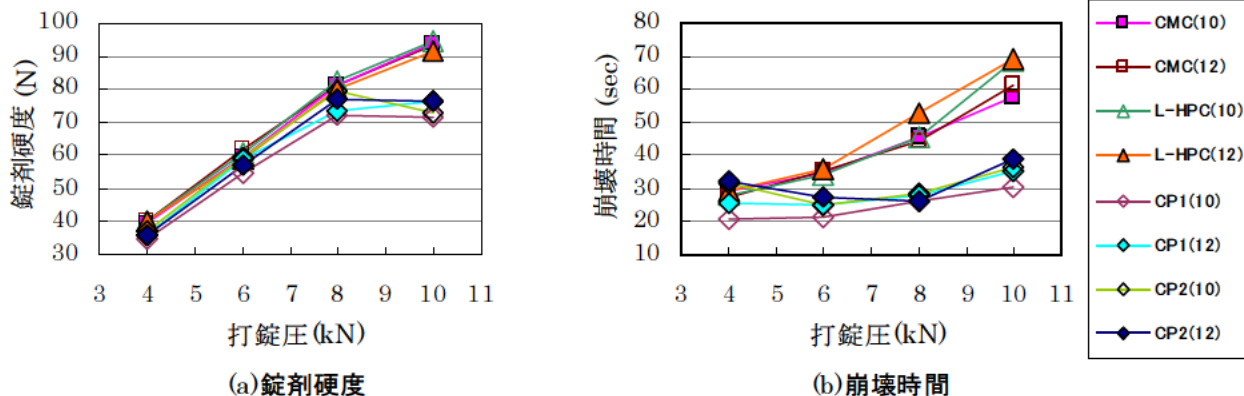 100
90
80
70
60
50
40
30
錠剤硬度 (N)
3 4 5 6 7 8 9 10 11
打錠圧(kN)
(a)錠剤硬度
80
70
60
50
40
30
20
10
崩壊時間 (sec)
3 4 5 6 7 8 9 10 11
打錠圧(kN)
(b)崩壊時間
CMC(10)
CMC(12)
L-HPC(10)
L-HPC(12)
CP1(10)
CP1(12)
CP2(10)
CP2(12)